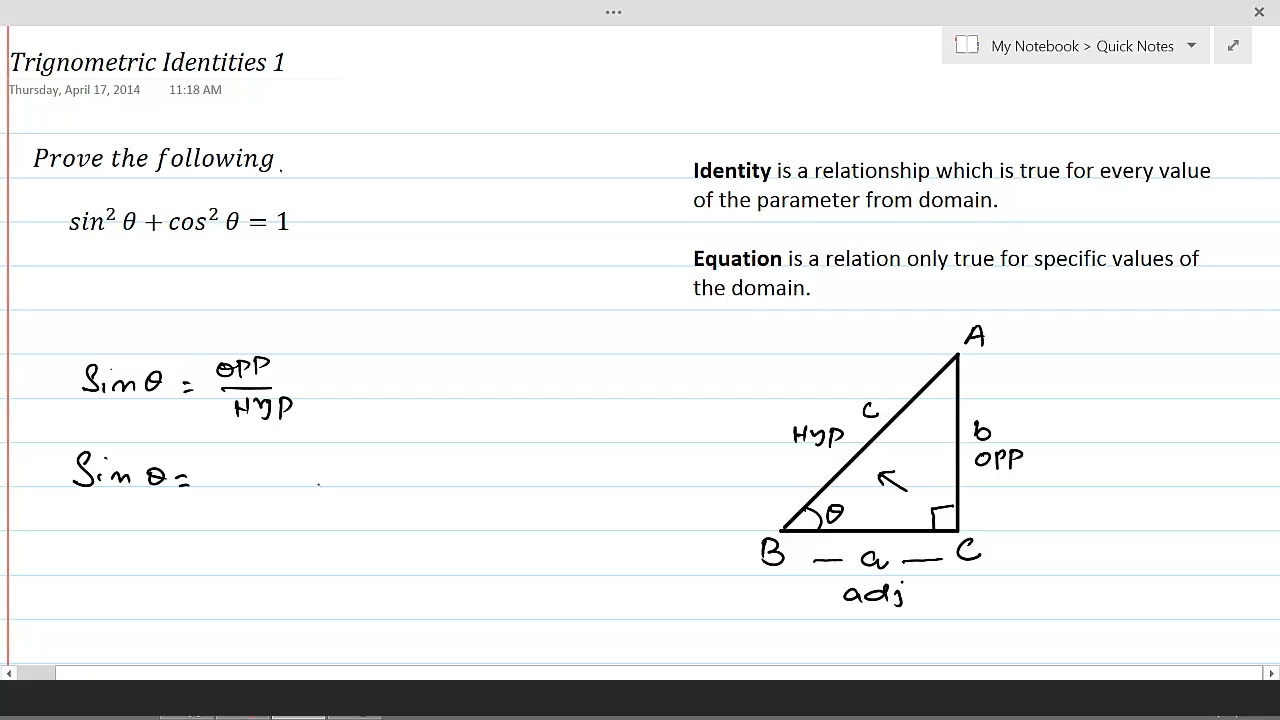 My Notebook > Quick Notes
Trignometric Identities 1
Thursday, April 17, 2014 11:18 AM
Prove the following
sin² θ + cos² θ = 1
Identity is a relationship which is true for every value
of the parameter from domain.
Equation is a relation only true for specific values of
the domain.
Sin θ = OPP
Hyp
Sin θ =
A
c
Hyp
b
OPP
θ
B — a — C
adj